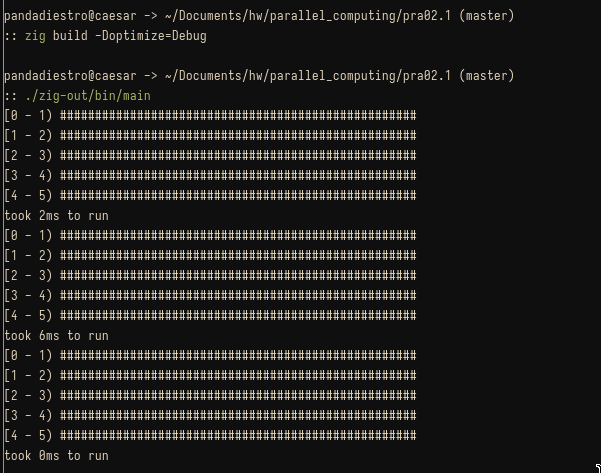 pandadiestro@caesar -> ~/Documents/hw/parallel_computing/pra02.1 (master)
:: zig build -Doptimize=Debug
pandadiestro@caesar -> ~/Documents/hw/parallel_computing/pra02.1 (master)
:: ./zig-out/bin/main
[0 - 1) ###################################################
[1 - 2) ###################################################
[2 - 3) ###################################################
[3 - 4) ###################################################
[4 - 5) ###################################################
took 2ms to run
[0 - 1) ###################################################
[1 - 2) ###################################################
[2 - 3) ###################################################
[3 - 4) ###################################################
[4 - 5) ###################################################
took 6ms to run
[0 - 1) ###################################################
[1 - 2) ###################################################
[2 - 3) ###################################################
[3 - 4) ###################################################
[4 - 5) ###################################################
took 0ms to run